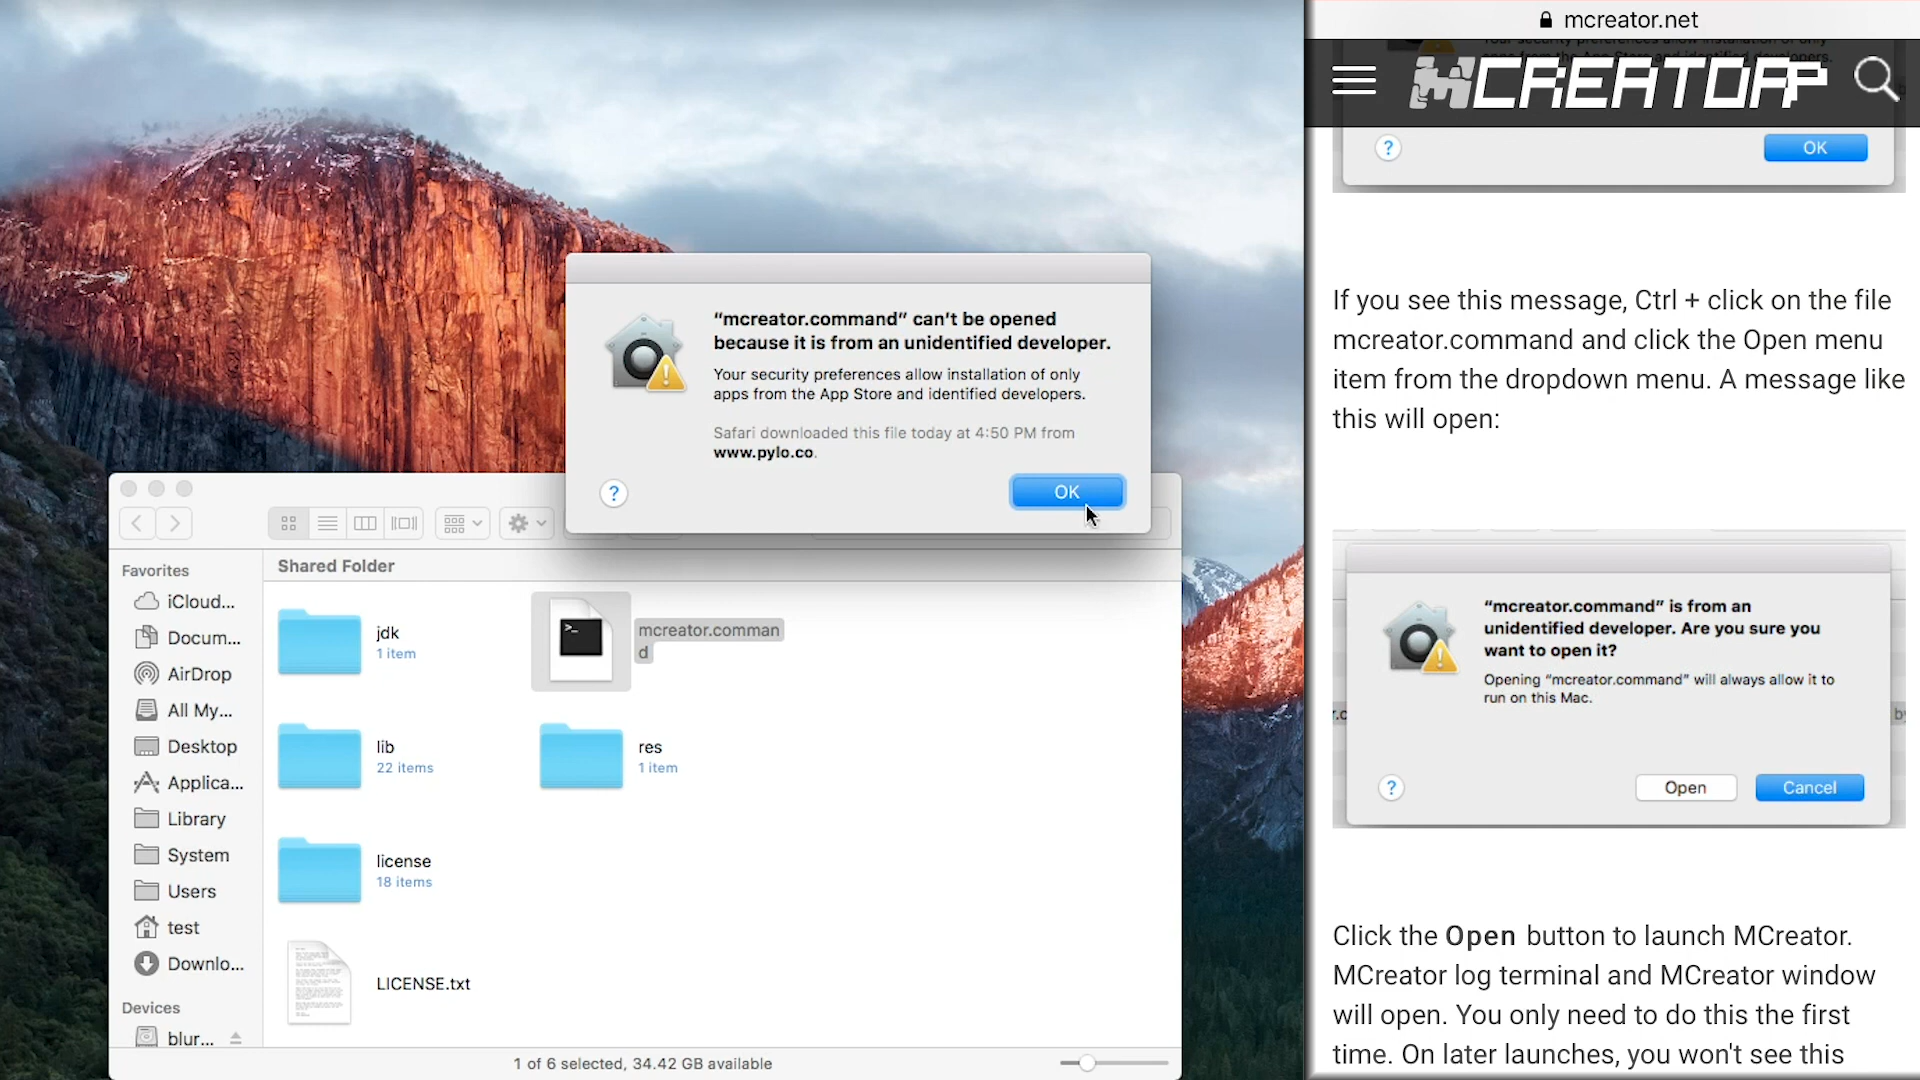 “mcreator.command” can’t be opened
because it is from an unidentified developer.
Your security preferences allow installation of only
apps from the App Store and identified developers.
Safari downloaded this file today at 4:50 PM from
www.pylo.co.
?
OK
Favorites
iCloud...
Docum...
AirDrop
All My...
Desktop
Applica...
Library
System
Users
test
Downlo...
Devices
blur...
Shared Folder
jdk
1 item
mcreator.comman
d
lib
22 items
res
1 item
license
18 items
LICENSE.txt
1 of 6 selected, 34.42 GB available
mcreator.net
MCREATOR
?
OK
If you see this message, Ctrl + click on the file
mcreator.command and click the Open menu
item from the dropdown menu. A message like
this will open:
“mcreator.command” is from an
unidentified developer. Are you sure you
want to open it?
Opening “mcreator.command” will always allow it to
run on this Mac.
?
Open
Cancel
Click the Open button to launch MCreator.
MCreator log terminal and MCreator window
will open. You only need to do this the first
time. On later launches, you won't see this